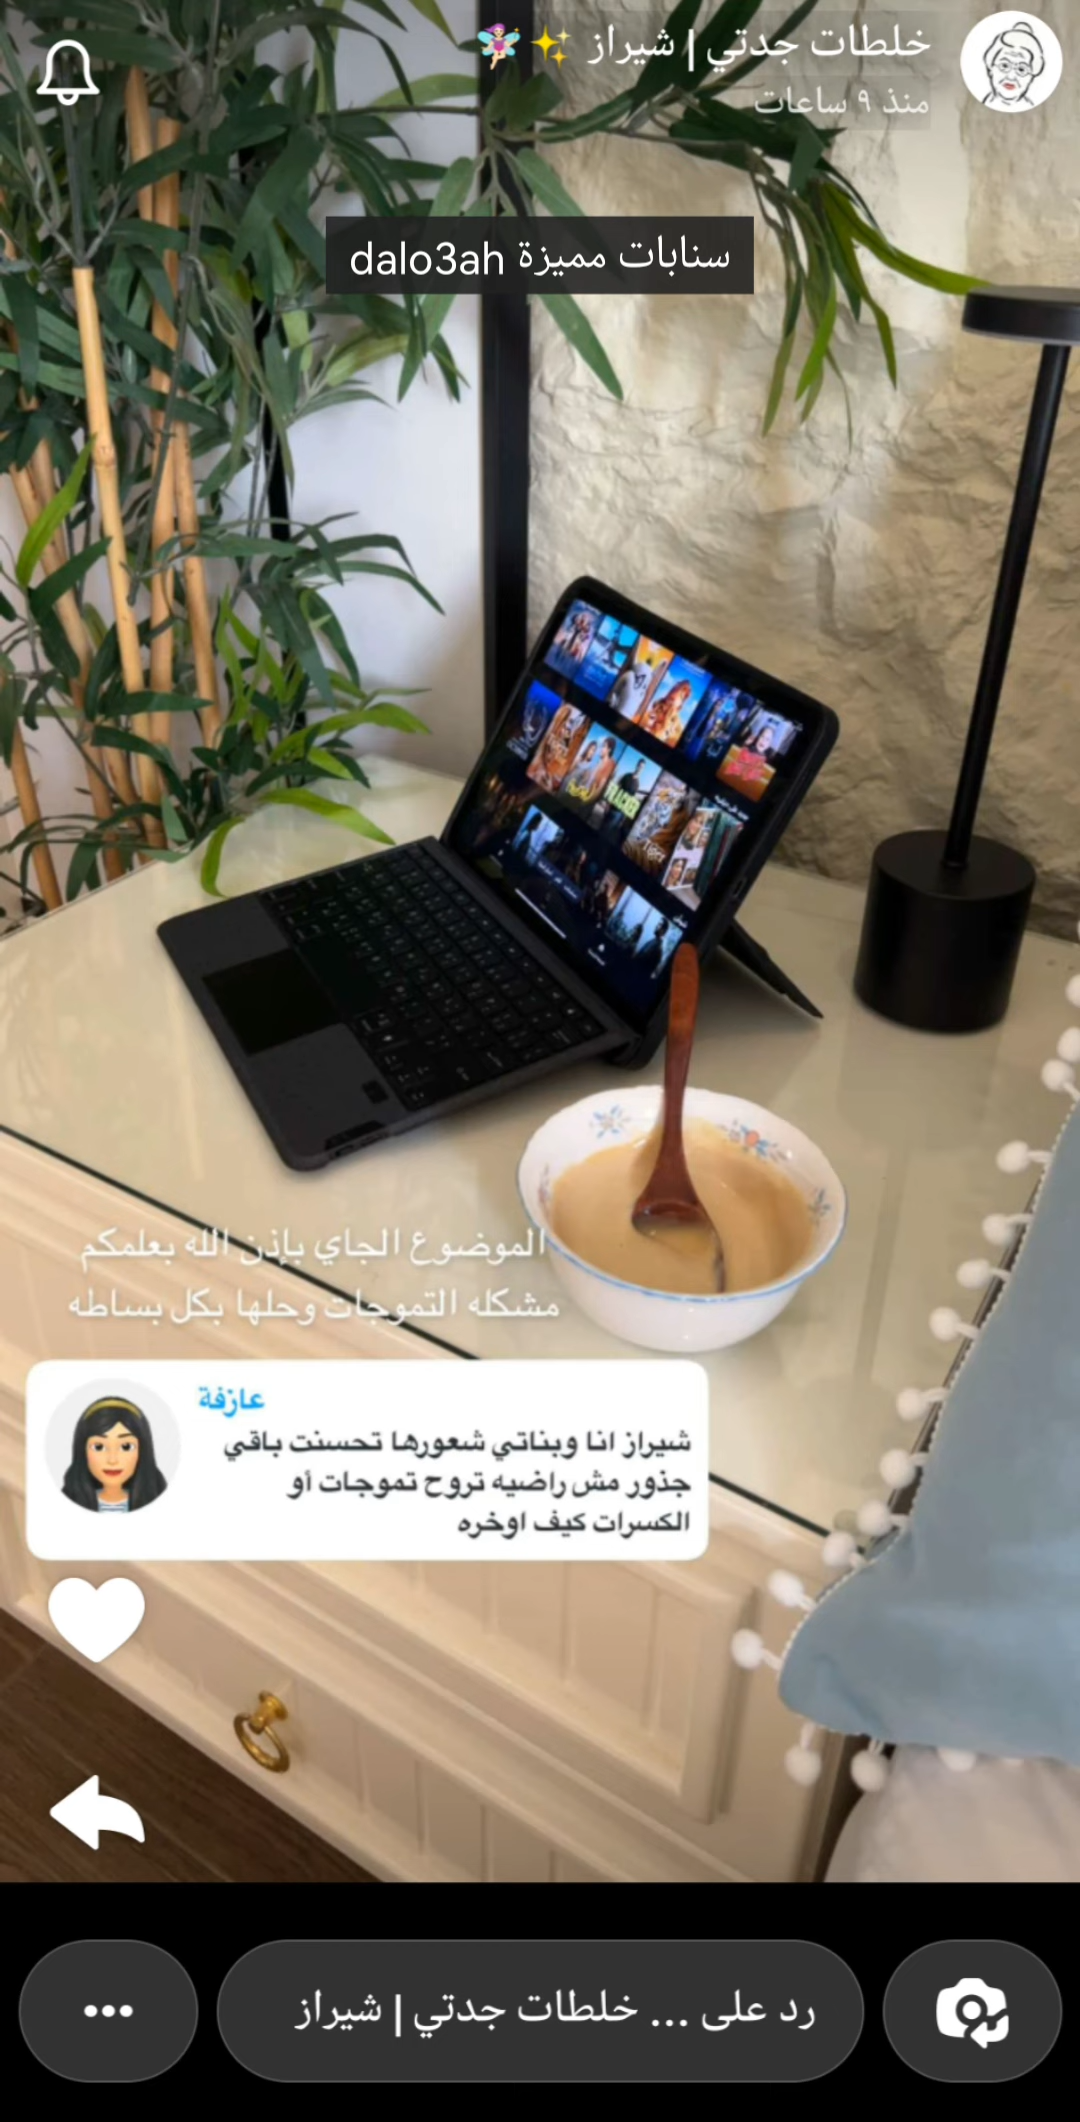 خلطات جدتي | شيراز ✨🧚‍♀️
منذ ٩ ساعات
سنابات مميزة dalo3ah
TRACKER
الموضوع الجاي بإذن الله بعلمكم
مشكله التموجات وحلها بكل بساطه
عازفة
شيراز انا وبناتي شعورها تحسنت باقي
جذور مش راضيه تروح تموجات أو
الكسرات كيف اوخره
رد على ... خلطات جدتي | شيراز